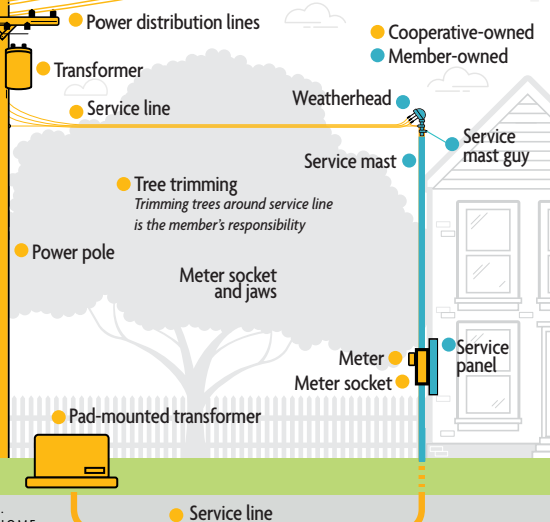 Power distribution lines
Cooperative-owned
Member-owned
Transformer
Weatherhead
Service line
Service
mast guy
Service mast
Tree trimming
Trimming trees around service line
is the member's responsibility
Power pole
Meter socket
and jaws
Service
panel
Meter
Meter socket
Pad-mounted transformer
Service line